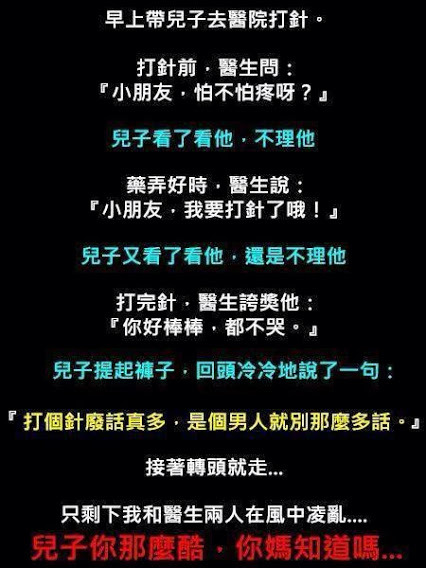 早上帶兒子去醫院打針。
打針前，醫生問：
『小朋友，怕不怕疼呀？』
兒子看了看他，不理他
藥弄好時，醫生說：
『小朋友，我要打針了哦！』
兒子又看了看他，還是不理他
打完針，醫生誇獎他：
『你好棒棒，都不哭。』
兒子提起褲子，回頭冷冷地說了一句：
『 打個針廢話真多，是個男人就別那麼多話。』
接著轉頭就走...
只剩下我和醫生兩人在風中凌亂....
兒子你那麼酷，你媽知道嗎...